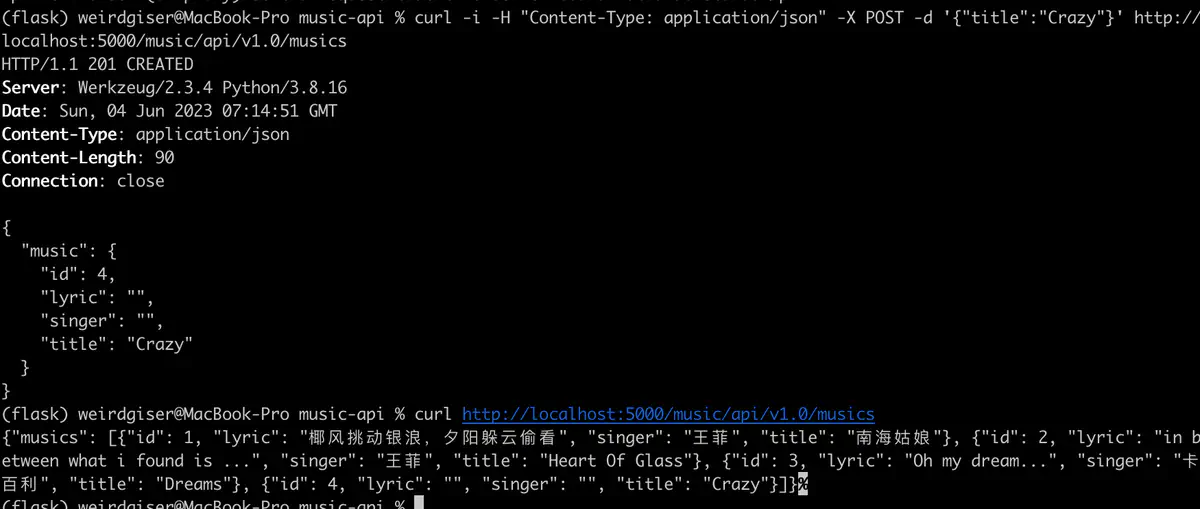 (flask) weirdgiser@MacBook-Pro music-api % curl -i -H "Content-Type: application/json" -X POST -d '{"title":"Crazy"}' http://
localhost:5000/music/api/v1.0/musics
HTTP/1.1 201 CREATED
Server: Werkzeug/2.3.4 Python/3.8.16
Date: Sun, 04 Jun 2023 07:14:51 GMT
Content-Type: application/json
Content-Length: 90
Connection: close
{
  "music": {
    "id": 4,
    "lyric": "",
    "singer": "",
    "title": "Crazy"
  }
}
(flask) weirdgiser@MacBook-Pro music-api % curl http://localhost:5000/music/api/v1.0/musics
{"musics": [{"id": 1, "lyric": "椰风挑动银浪，夕阳躲云偷看", "singer": "王菲", "title": "南海姑娘"}, {"id": 2, "lyric": "in b
etween what i found is ...", "singer": "王菲", "title": "Heart Of Glass"}, {"id": 3, "lyric": "Oh my dream...", "singer": "卡
百利", "title": "Dreams"}, {"id": 4, "lyric": "", "singer": "", "title": "Crazy"}]}%
(flask) weirdgiser@MacBook-Pro music-api %